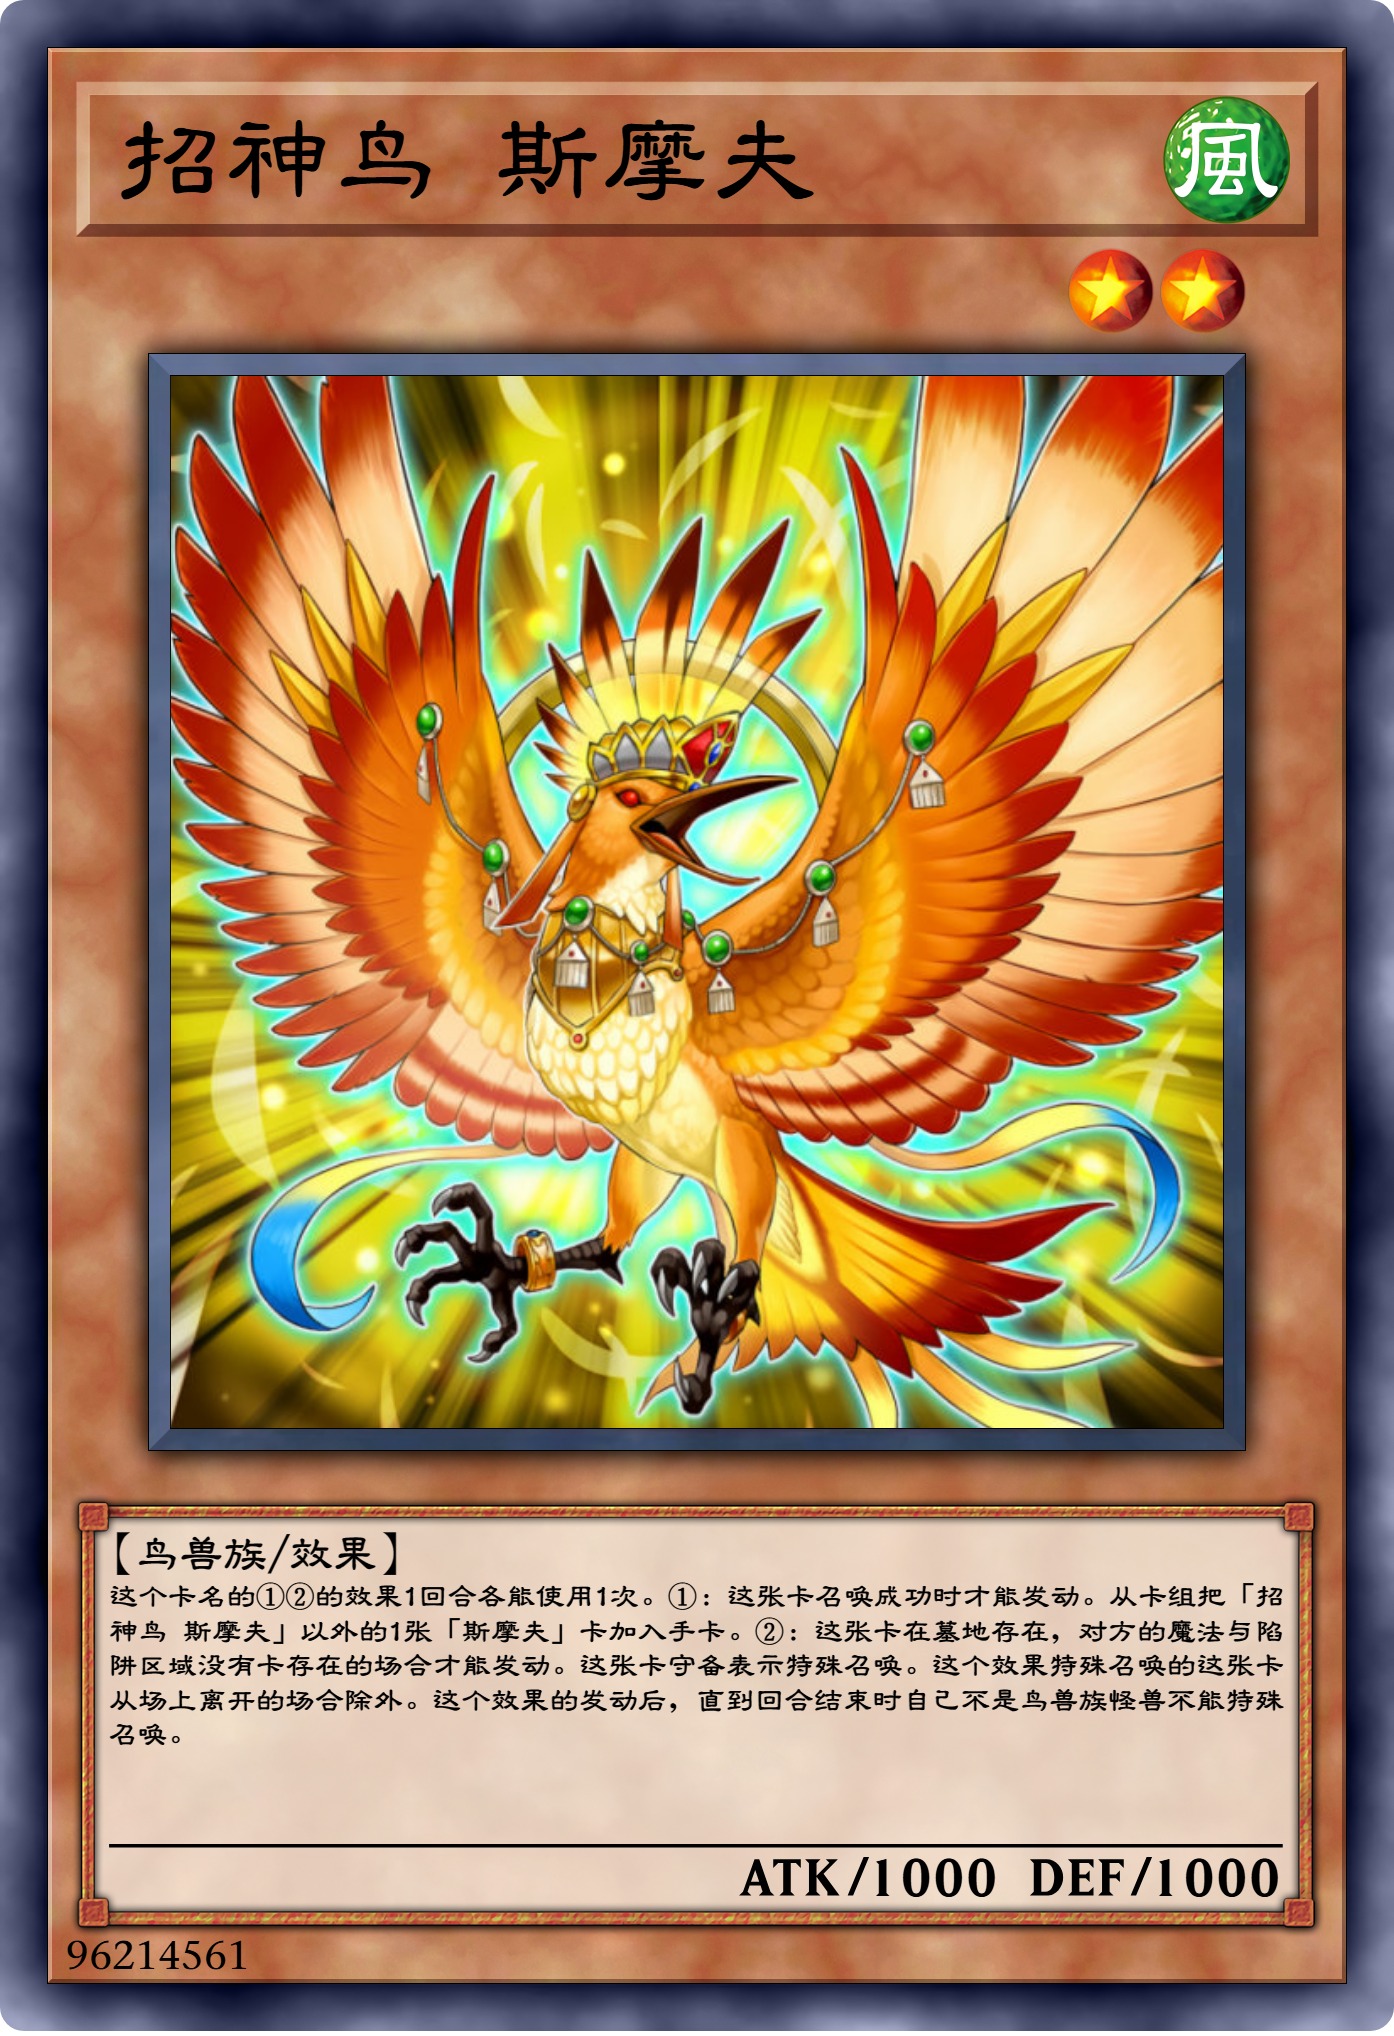 招神鸟 斯摩夫
風
【鸟兽族/效果】
这个卡名的①②的效果1回合各能使用1次。①：这张卡召唤成功时才能发动。从卡组把「招
神鸟 斯摩夫」以外的1张「斯摩夫」卡加入手卡。②：这张卡在墓地存在，对方的魔法与陷
阱区域没有卡存在的场合才能发动。这张卡守备表示特殊召唤。这个效果特殊召唤的这张卡
从场上离开的场合除外。这个效果的发动后，直到回合结束时自己不是鸟兽族怪兽不能特殊
召唤。
ATK/1000 DEF/1000
96214561